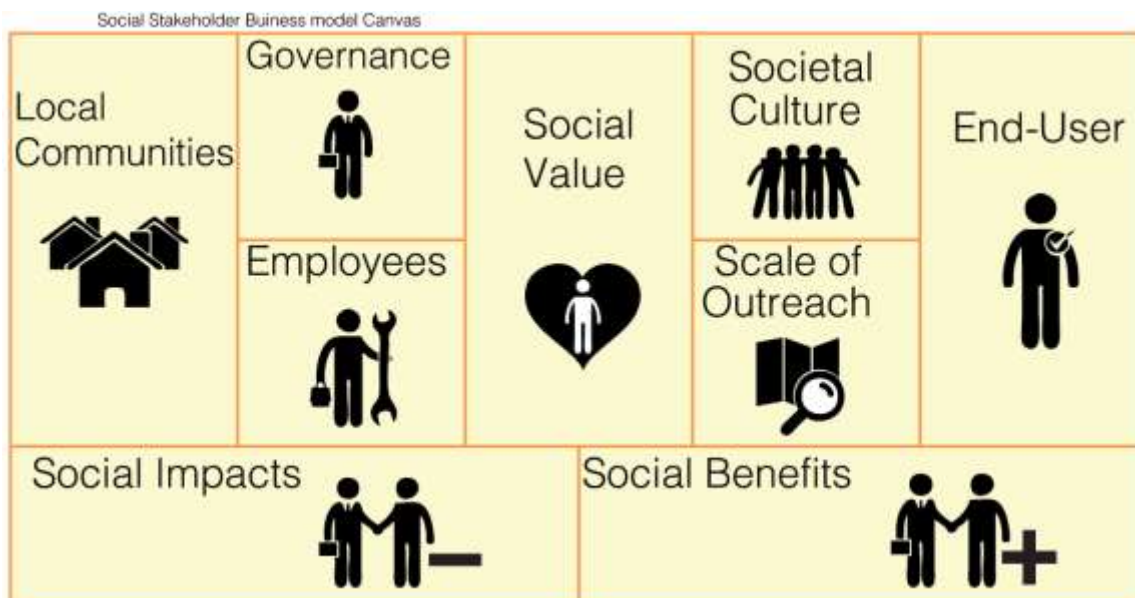 Social Stakeholder Buiness model Canvas
Local
Communities
Governance
Employees
Social
Value
Societal
Culture
Scale of
Outreach
End-User
Social Impacts
Social Benefits